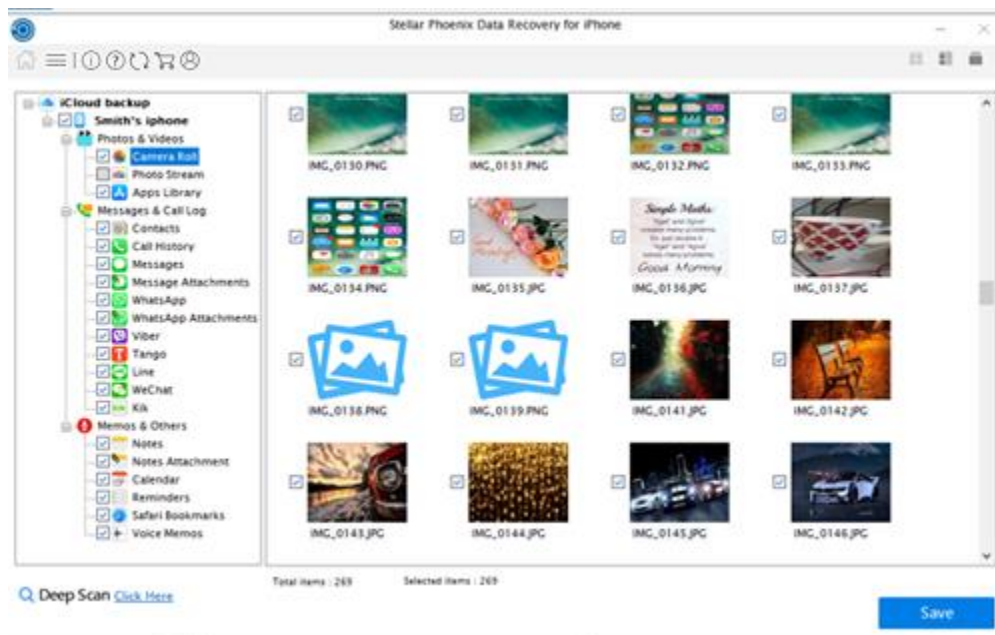 Stellar Phoenix Data Recovery for iPhone
iCloud backup
Smith's iphone
Photos & Videos
Camera Roll
Photo Stream
Apps Library
Messages & Call Log
Contacts
Call History
Messages
Message Attachments
WhatsApp
WhatsApp Attachments
Viber
Tango
Line
WeChat
Kik
Memos & Others
Notes
Notes Attachment
Calendar
Reminders
Safari Bookmarks
Voice Memos
IMG_0130.PNG IMG_0131.PNG IMG_0132.PNG IMG_0133.PNG
Simple Maths
Good Morning
IMG_0134.PNG IMG_0135.JPG IMG_0136.JPG IMG_0137.JPG
IMG_0138.PNG IMG_0139.PNG IMG_0141.JPG IMG_0142.JPG
IMG_0143.JPG IMG_0144.JPG IMG_0145.JPG IMG_0146.JPG
Total items : 269 Selected items : 269
Deep Scan Click Here
Save